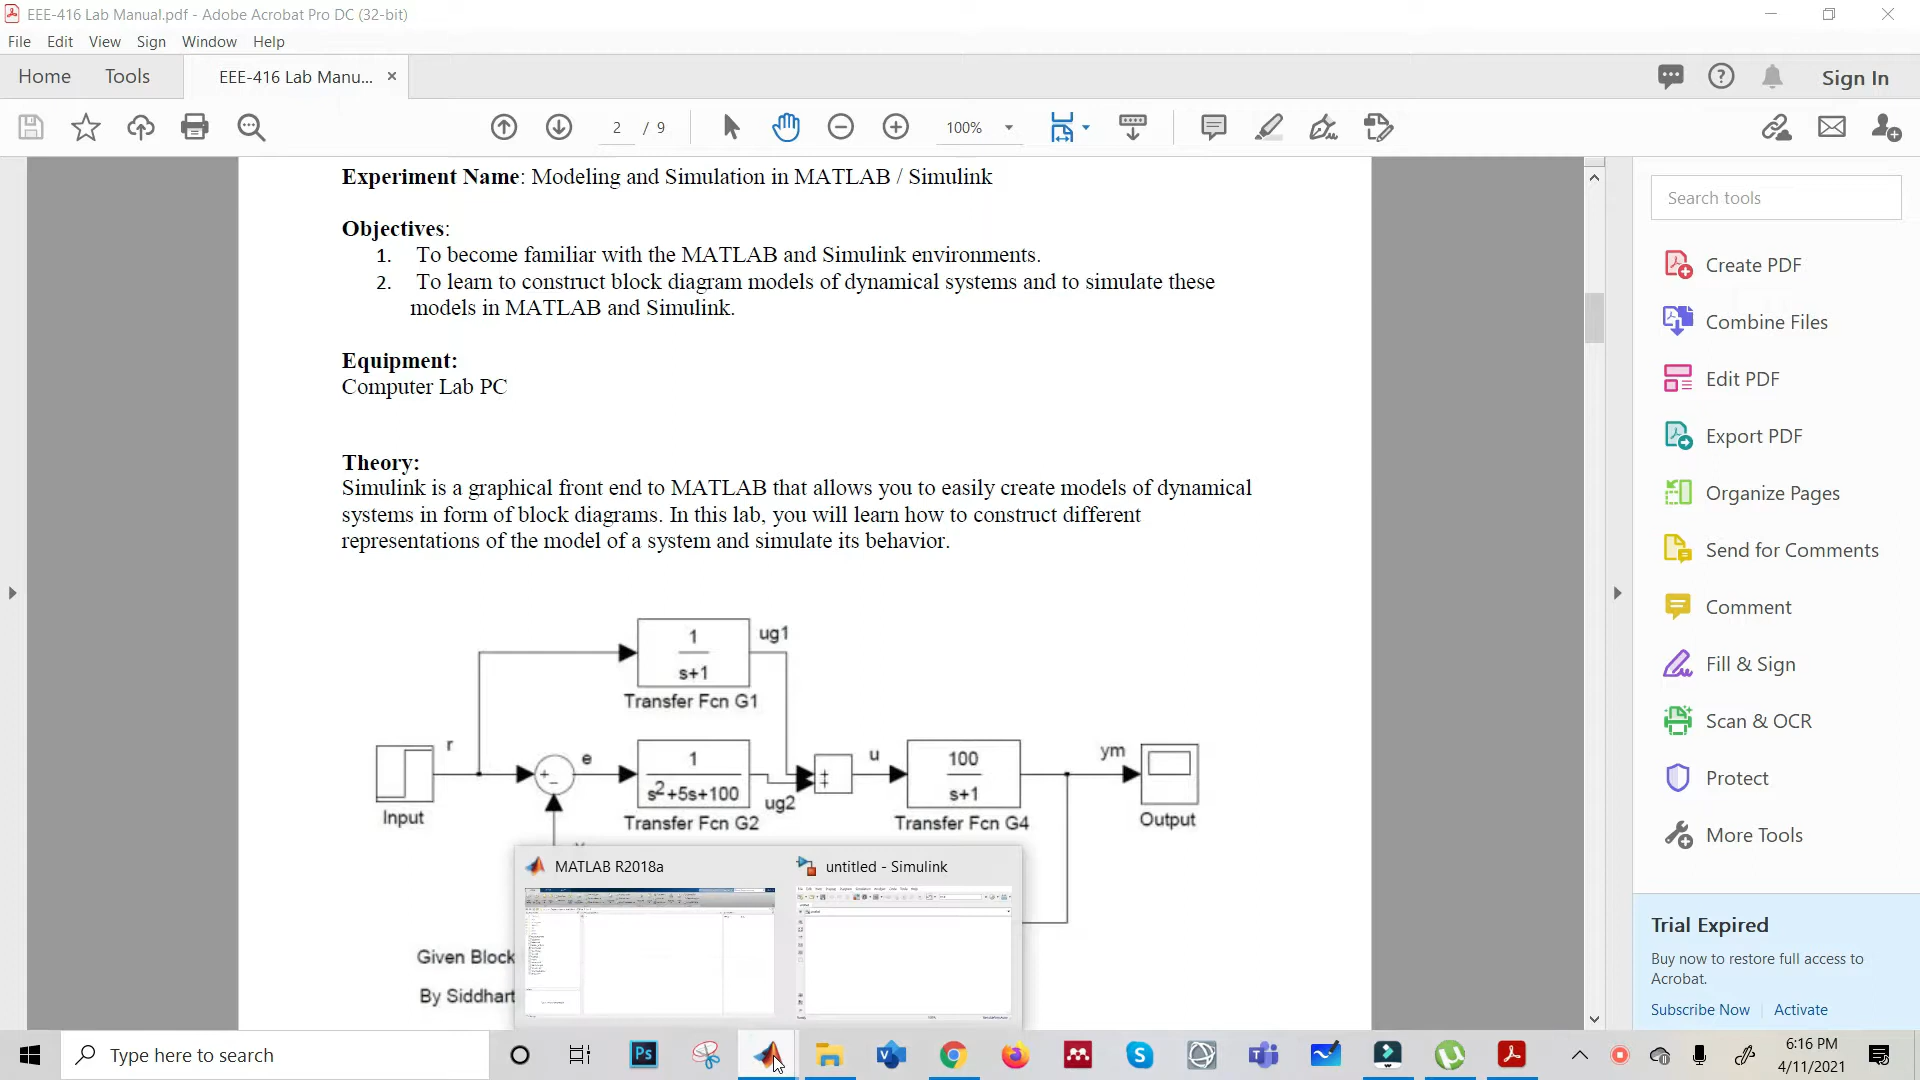 EEE-416 Lab Manual.pdf - Adobe Acrobat Pro DC (32-bit)
File Edit View Sign Window Help
Home Tools EEE-416 Lab Manu... × Sign In
2 / 9 100%
Experiment Name: Modeling and Simulation in MATLAB / Simulink
Objectives:
1. To become familiar with the MATLAB and Simulink environments.
2. To learn to construct block diagram models of dynamical systems and to simulate these
models in MATLAB and Simulink.
Equipment:
Computer Lab PC
Theory:
Simulink is a graphical front end to MATLAB that allows you to easily create models of dynamical
systems in form of block diagrams. In this lab, you will learn how to construct different
representations of the model of a system and simulate its behavior.
1
s+1
ug1
Transfer Fcn G1
r
Input
e
1
s2+5s+100
ug2
Transfer Fcn G2
u
100
s+1
Transfer Fcn G4
ym
Output
Given Block
By Siddhart
MATLAB R2018a
untitled - Simulink
Search tools
Create PDF
Combine Files
Edit PDF
Export PDF
Organize Pages
Send for Comments
Comment
Fill & Sign
Scan & OCR
Protect
More Tools
Trial Expired
Buy now to restore full access to
Acrobat.
Subscribe Now Activate
Type here to search
Ps
6:16 PM
4/11/2021